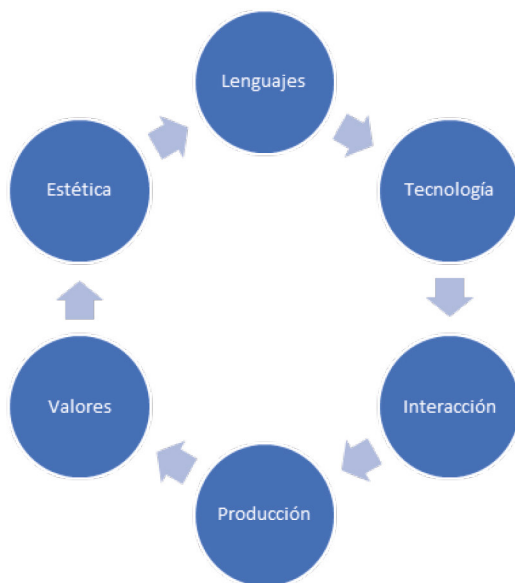 Lenguajes
Tecnología
Interacción
Producción
Valores
Estética